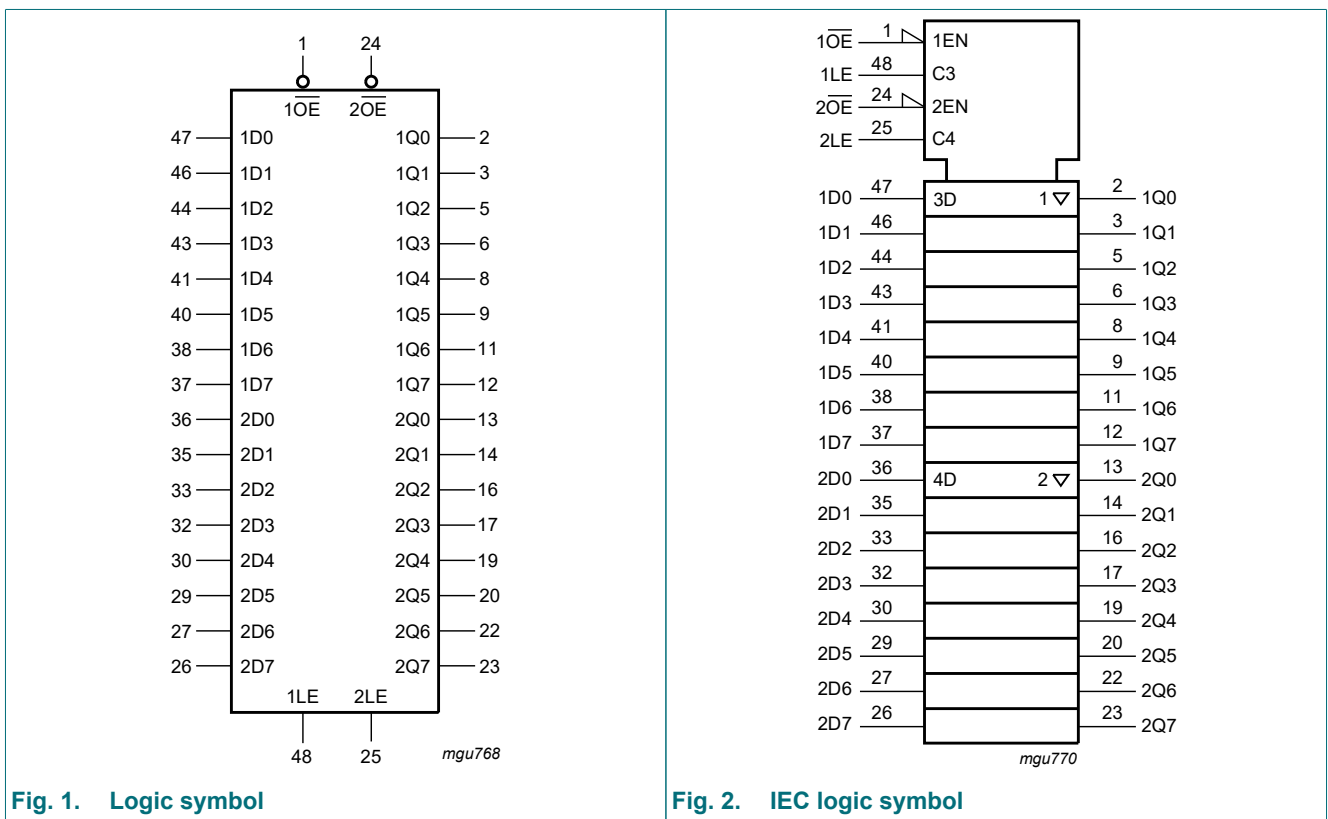 1 24
1OE 2OE
47 1D0 1Q0 2
46 1D1 1Q1 3
44 1D2 1Q2 5
43 1D3 1Q3 6
41 1D4 1Q4 8
40 1D5 1Q5 9
38 1D6 1Q6 11
37 1D7 1Q7 12
36 2D0 2Q0 13
35 2D1 2Q1 14
33 2D2 2Q2 16
32 2D3 2Q3 17
30 2D4 2Q4 19
29 2D5 2Q5 20
27 2D6 2Q6 22
26 2D7 2Q7 23
1LE 2LE
48 25
mgu768
Fig. 1. Logic symbol
1OE 1 1EN
1LE 48 C3
2OE 24 2EN
2LE 25 C4
1D0 47 3D 1 ▽ 2 1Q0
1D1 46 3 1Q1
1D2 44 5 1Q2
1D3 43 6 1Q3
1D4 41 8 1Q4
1D5 40 9 1Q5
1D6 38 11 1Q6
1D7 37 12 1Q7
2D0 36 4D 2 ▽ 13 2Q0
2D1 35 14 2Q1
2D2 33 16 2Q2
2D3 32 17 2Q3
2D4 30 19 2Q4
2D5 29 20 2Q5
2D6 27 22 2Q6
2D7 26 23 2Q7
mgu770
Fig. 2. IEC logic symbol